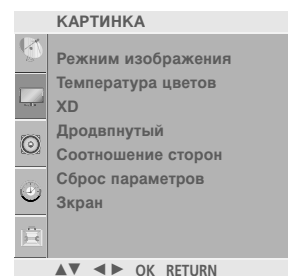 КАРТИНКА
Режим изображения
Температура цветов
XD
Дродвпнутый
Соотношение сторон
Сброс параметров
Зкран
▲▼ ◄► OK RETURN